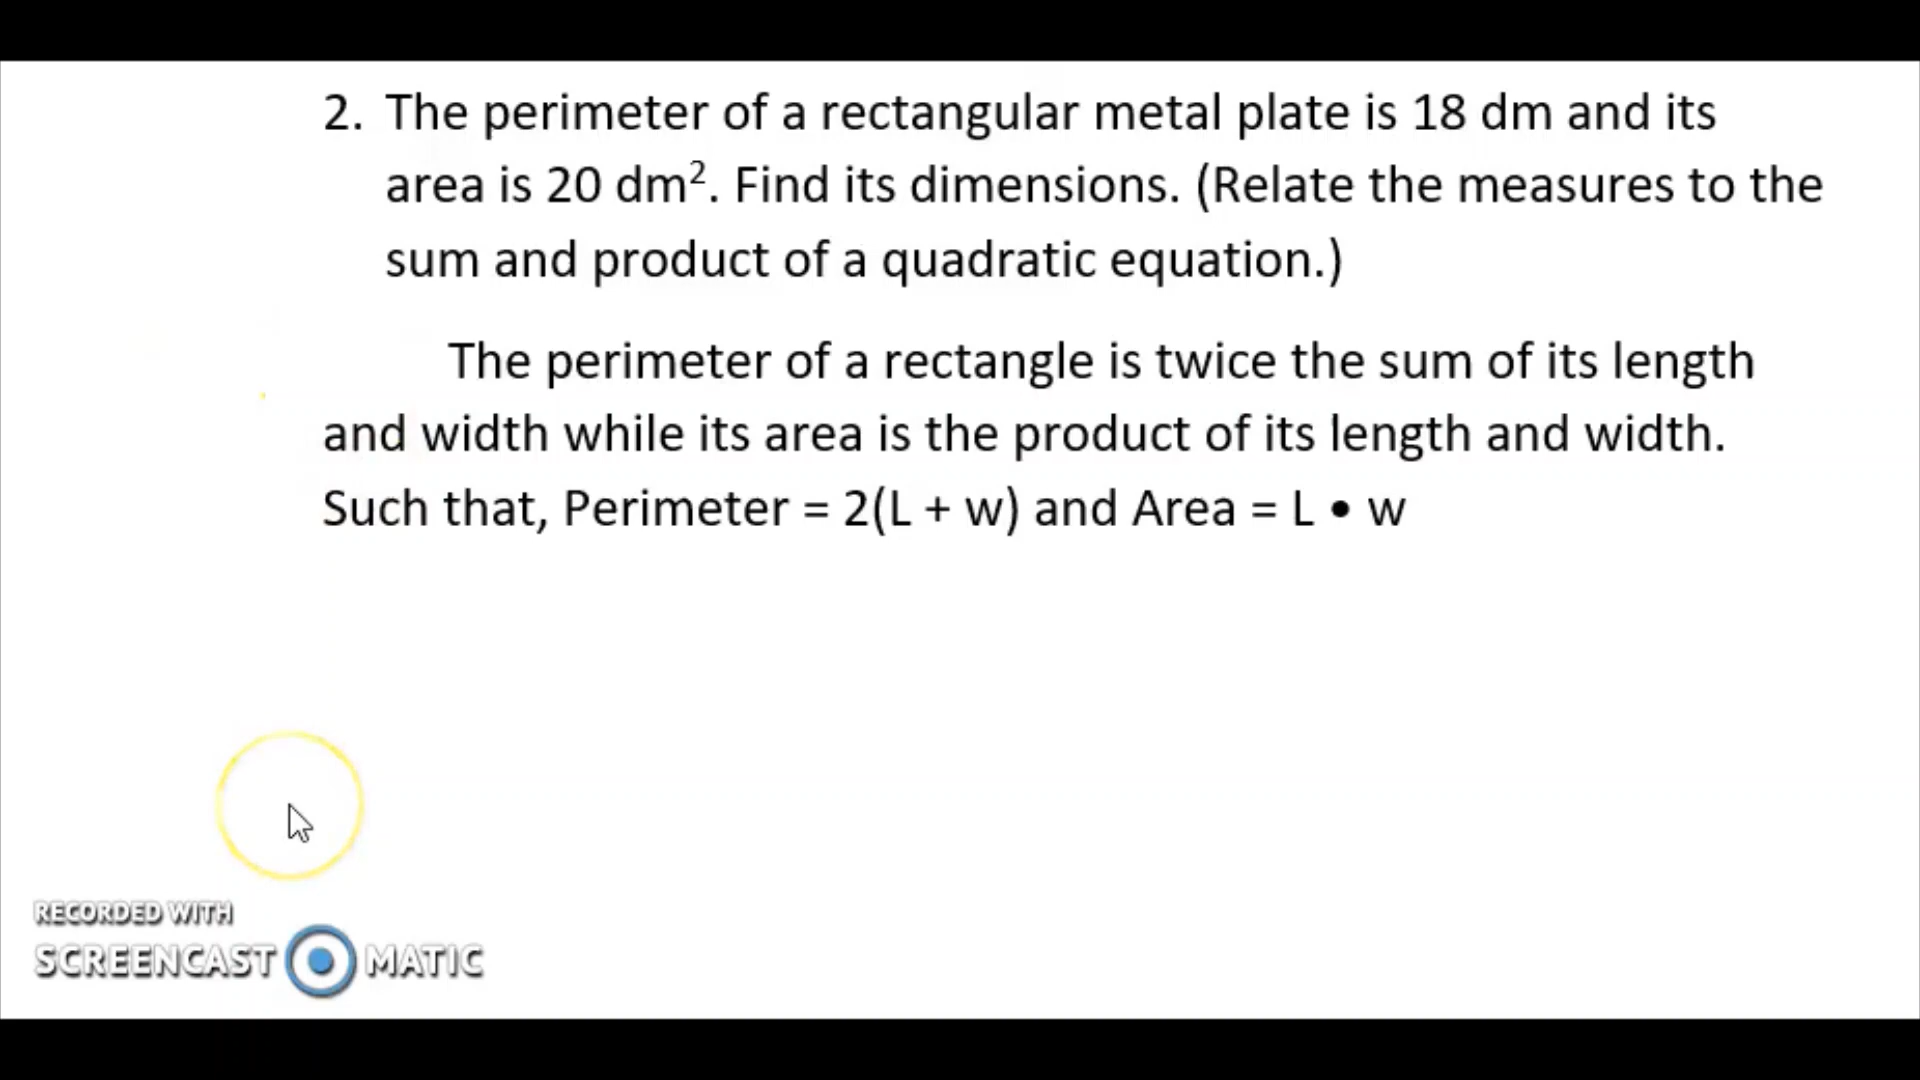 2. The perimeter of a rectangular metal plate is 18 dm and its
area is 20 dm². Find its dimensions. (Relate the measures to the
sum and product of a quadratic equation.)
The perimeter of a rectangle is twice the sum of its length
and width while its area is the product of its length and width.
Such that, Perimeter = 2(L + w) and Area = L • w
RECORDED WITH
SCREENCAST MATIC